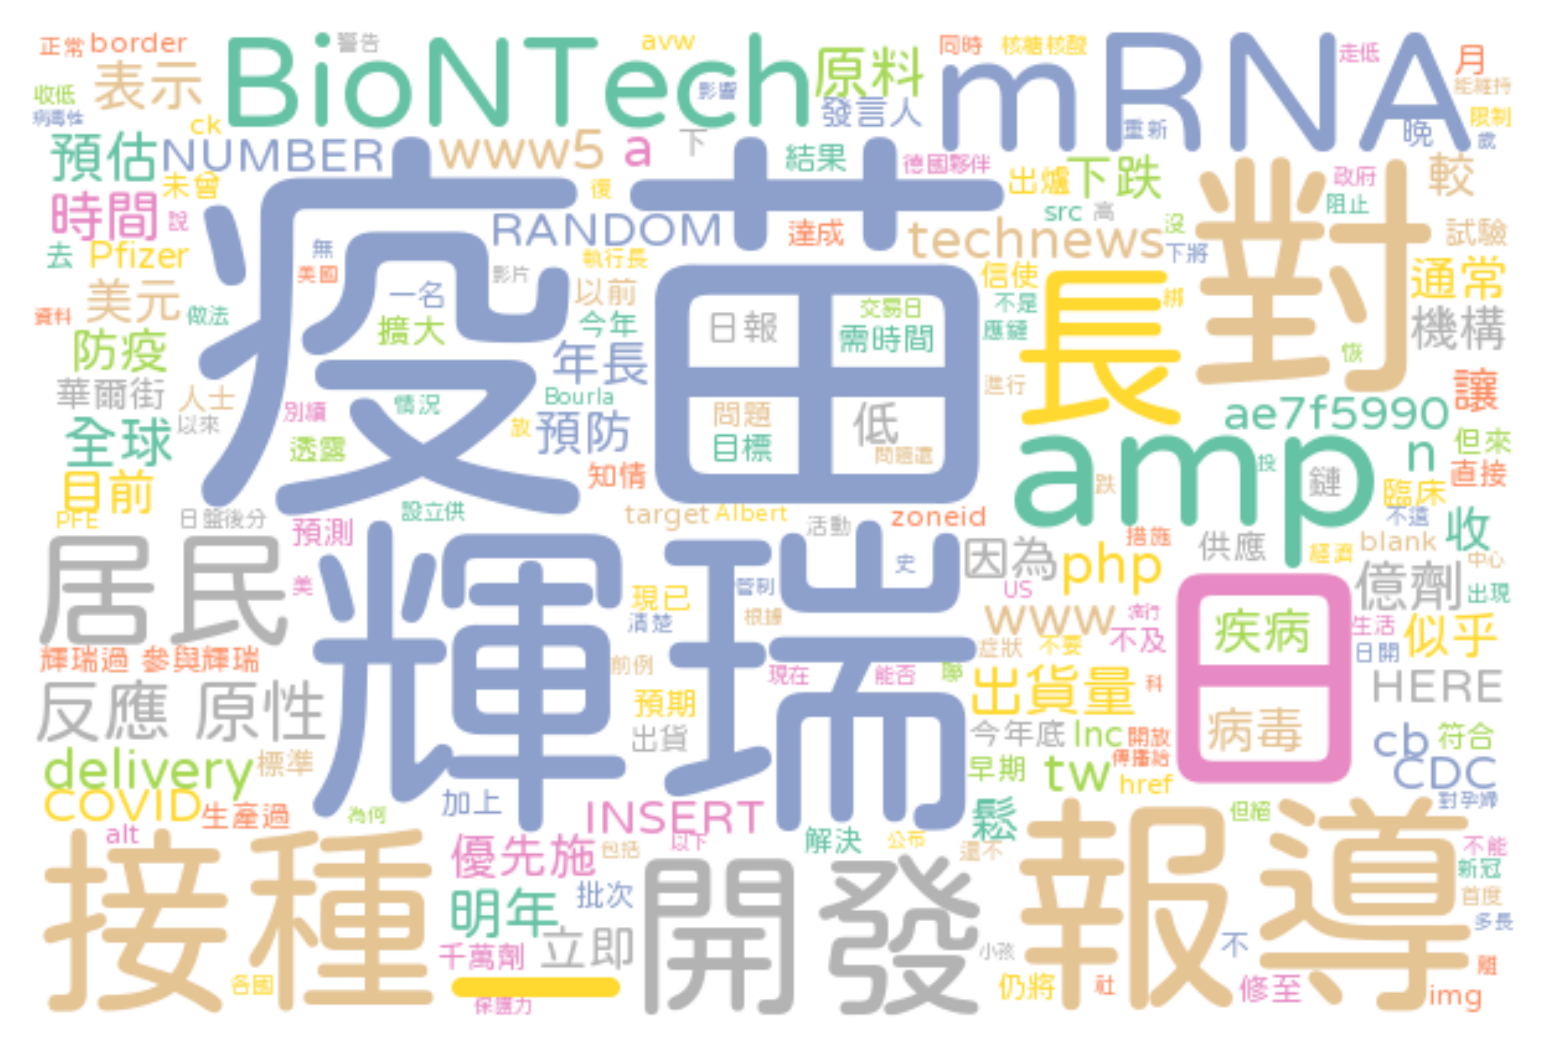 正常 border 警告 avw 同時 核糖核酸 走低 月
BioNTech 原料 mRNA
收低 表示 影響 發言人 能維持
病毒性 ck 重新 晚 限制 歲
預估 NUMBER www5 a 下 結果 德國夥伴 出爐 下跌 較
未曾 復 政府
時間 說 疫苗 RANDOM 達成 technews src 高 沒 阻止 對 試驗
去 Pfizer 無 執行長 下將
美國 影片 信使 長 通常
美元 做法 一名 以前 交易日 不是 綁
資料 擴大 今年 日報 需時間 應鏈 機構
防疫 年長 恢
華爾街 人士 Bourla 進行 讓
別續 情況 放 問題 低 ae7f5990
全球 以來 透露 預防 目標 問題還 amp n 但來
目前 知情 跌 投 鏈 臨床 直接
PFE 日盤後分 預測 設立供 target Albert 活動 zoneid 措施 不遠 收
居民 輝瑞 史 因為 php 供應 經濟 blank 中心
美 現已 管制 US 日 億劑 出現
清楚 根據 www 流行 疾病 生活 似乎
輝瑞過 參與輝瑞 前例 症狀 不要 不及 日開
反應 原性 預期 現在 能否 出貨量 科 病毒 HERE
出貨 今年底 Inc 開放 cb 符合
delivery 標準 早期 tw 傳播給 CDC
COVID 生產過 為何 加上 INSERT href 對孕婦
alt 優先施 包括 以下 解決 公布 鬆 還不 但絕 不能
接種 明年 批次 開發 報導 新冠
首度
千萬劑 立即 小孩 不 多長
各國 一 仍將 社 修至 離
保護力 img